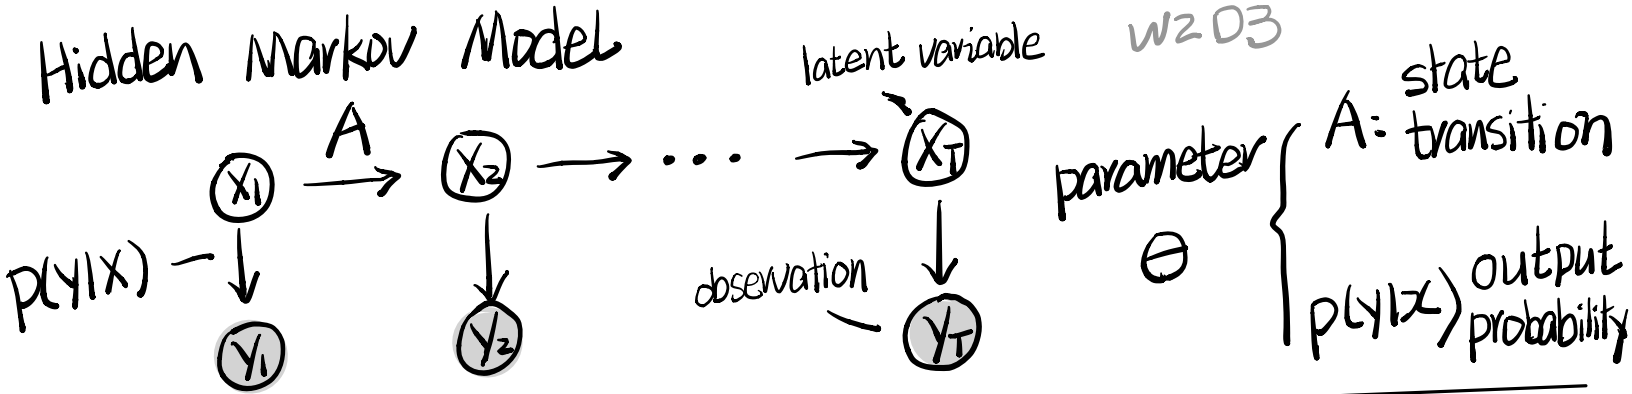 Hidden Markov Model
W2D3
latent variable
A
X1
X2
...
XT
p(y|x)
observation
Y1
Y2
YT
parameter
θ
A: state
transition
p(y|x) output
probability